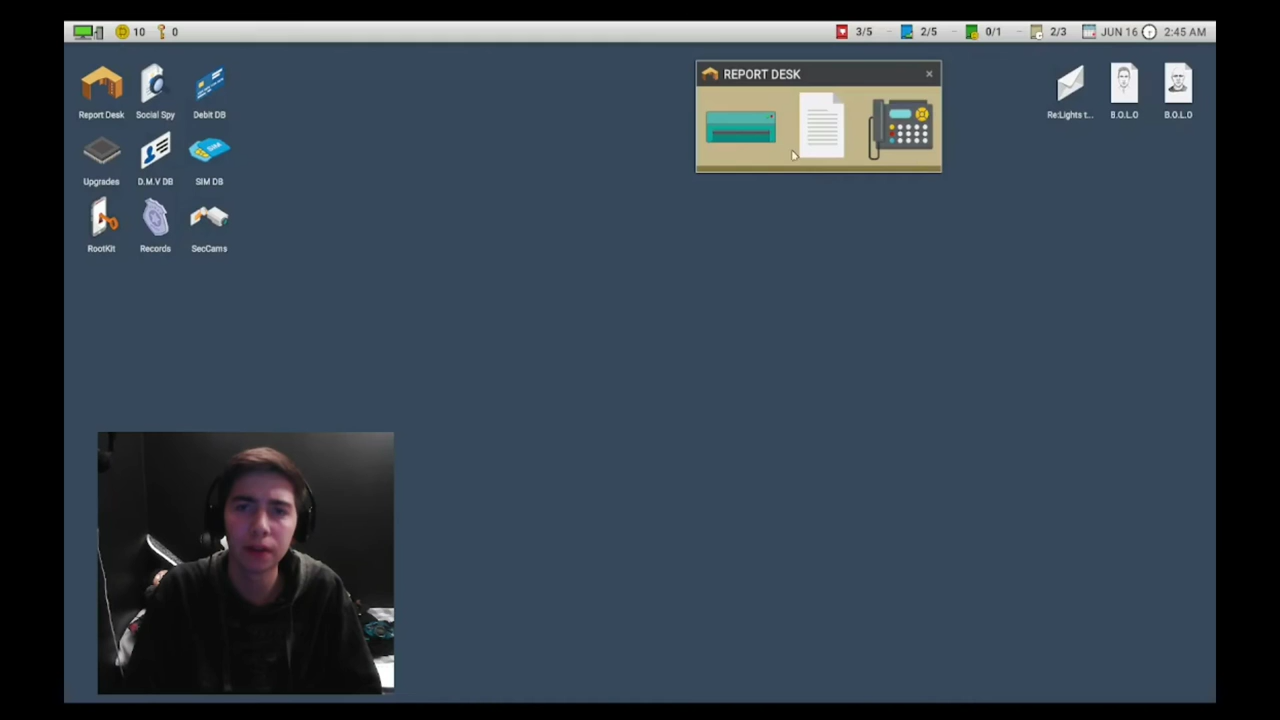 10 0 3/5 2/5 0/1 2/3 JUN 16 2:45 AM
REPORT DESK
Report Desk Social Spy Debit DB
Re:Lights t... B.O.L.O B.O.L.O
Upgrades D.M.V DB SIM DB
RootKit Records SecCams